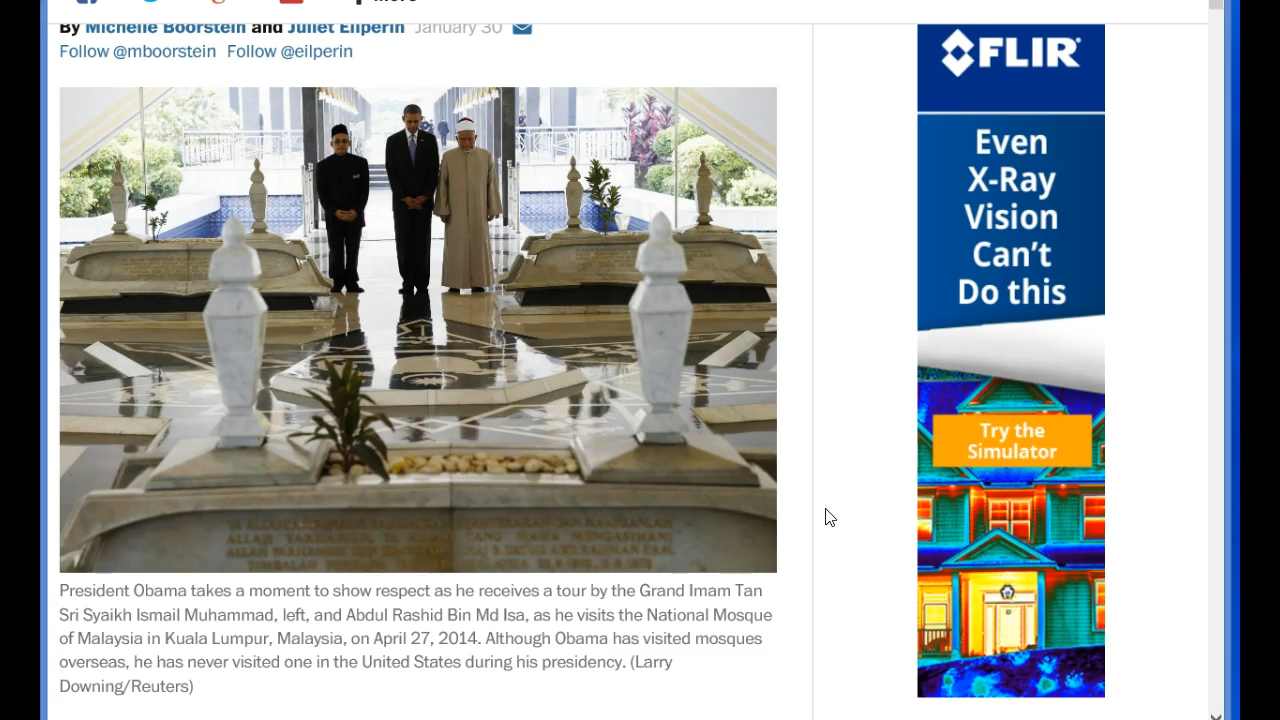 By Michelle Boorstein and Juliet Eilperin January 30
Follow @mboorstein Follow @eilperin
President Obama takes a moment to show respect as he receives a tour by the Grand Imam Tan
Sri Syaikh Ismail Muhammad, left, and Abdul Rashid Bin Md Isa, as he visits the National Mosque
of Malaysia in Kuala Lumpur, Malaysia, on April 27, 2014. Although Obama has visited mosques
overseas, he has never visited one in the United States during his presidency. (Larry
Downing/Reuters)
FLIR
Even
X-Ray
Vision
Can't
Do this
Try the
Simulator